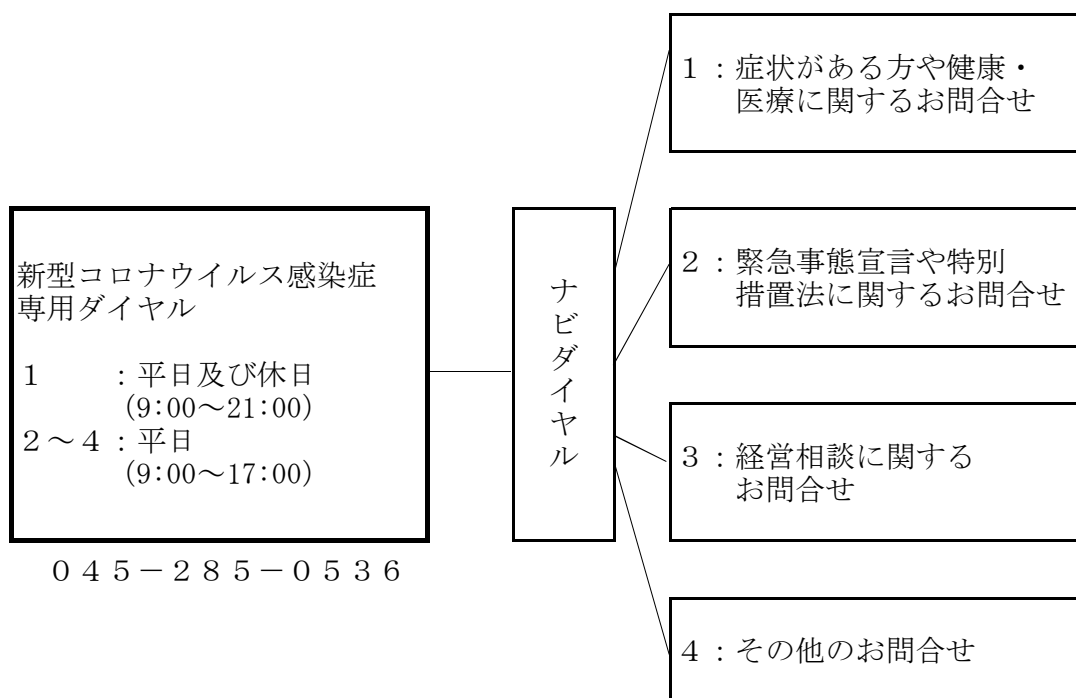 新型コロナウイルス感染症
専用ダイヤル
１　　：平日及び休日
(9:00～21:00)
２～４：平日
(9:00～17:00)
０４５－２８５－０５３６
ナビダイヤル
１：症状がある方や健康・
医療に関するお問合せ
２：緊急事態宣言や特別
措置法に関するお問合せ
３：経営相談に関する
お問合せ
４：その他のお問合せ